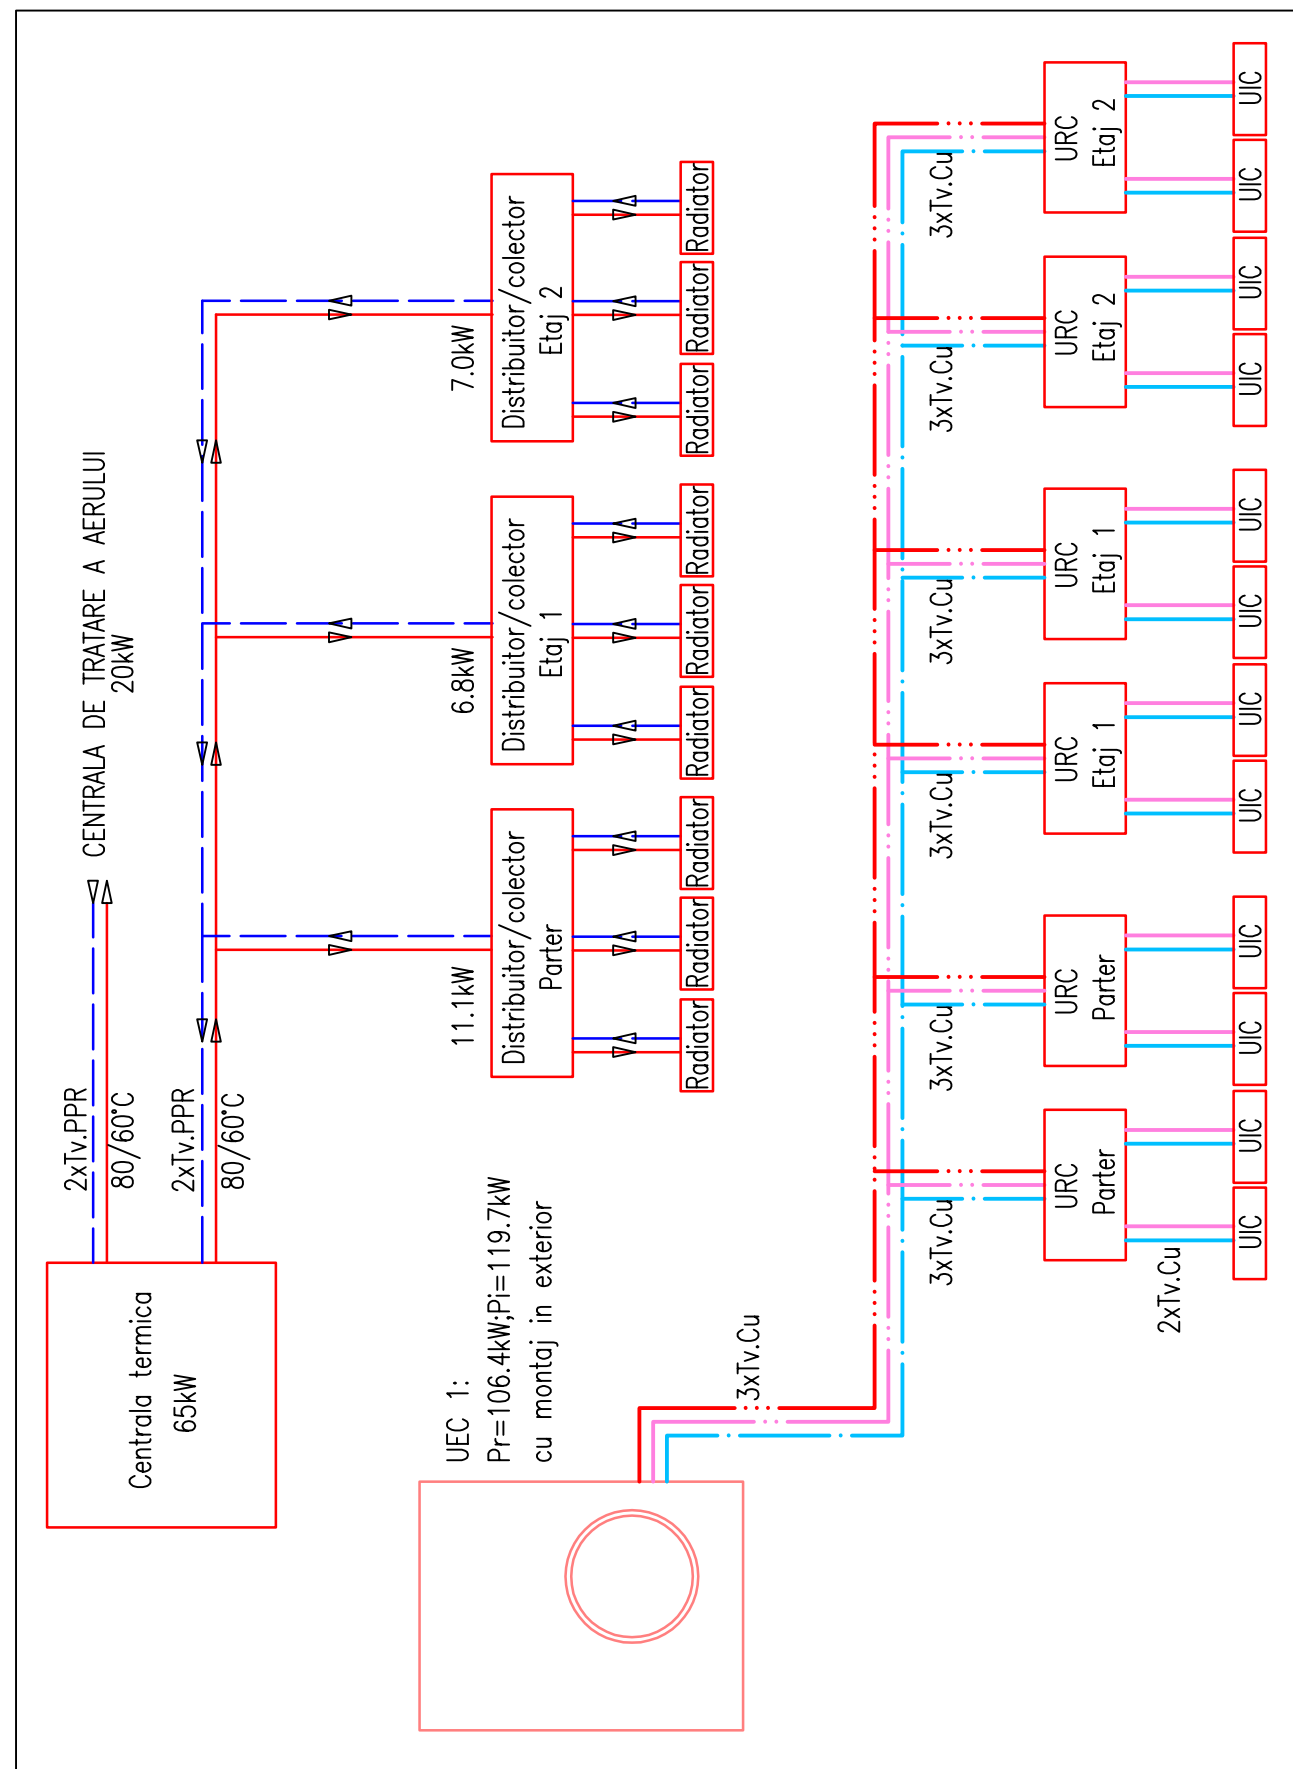 2xTv.PPR
80/60°C
CENTRALA DE TRATARE A AERULUI
20kW
Centrala termica
65kW
2xTv.PPR
80/60°C
11.1kW
Distribuitor/colector
Parter
Radiator
Radiator
Radiator
6.8kW
Distribuitor/colector
Etaj 1
Radiator
Radiator
Radiator
7.0kW
Distribuitor/colector
Etaj 2
Radiator
Radiator
Radiator
UEC 1:
Pr=106.4kW;Pi=119.7kW
cu montaj in exterior
3xTv.Cu
3xTv.Cu
3xTv.Cu
3xTv.Cu
3xTv.Cu
3xTv.Cu
3xTv.Cu
URC
Parter
URC
Parter
URC
Etaj 1
URC
Etaj 1
URC
Etaj 2
URC
Etaj 2
2xTv.Cu
UIC
UIC
UIC
UIC
UIC
UIC
UIC
UIC
UIC
UIC
UIC
UIC